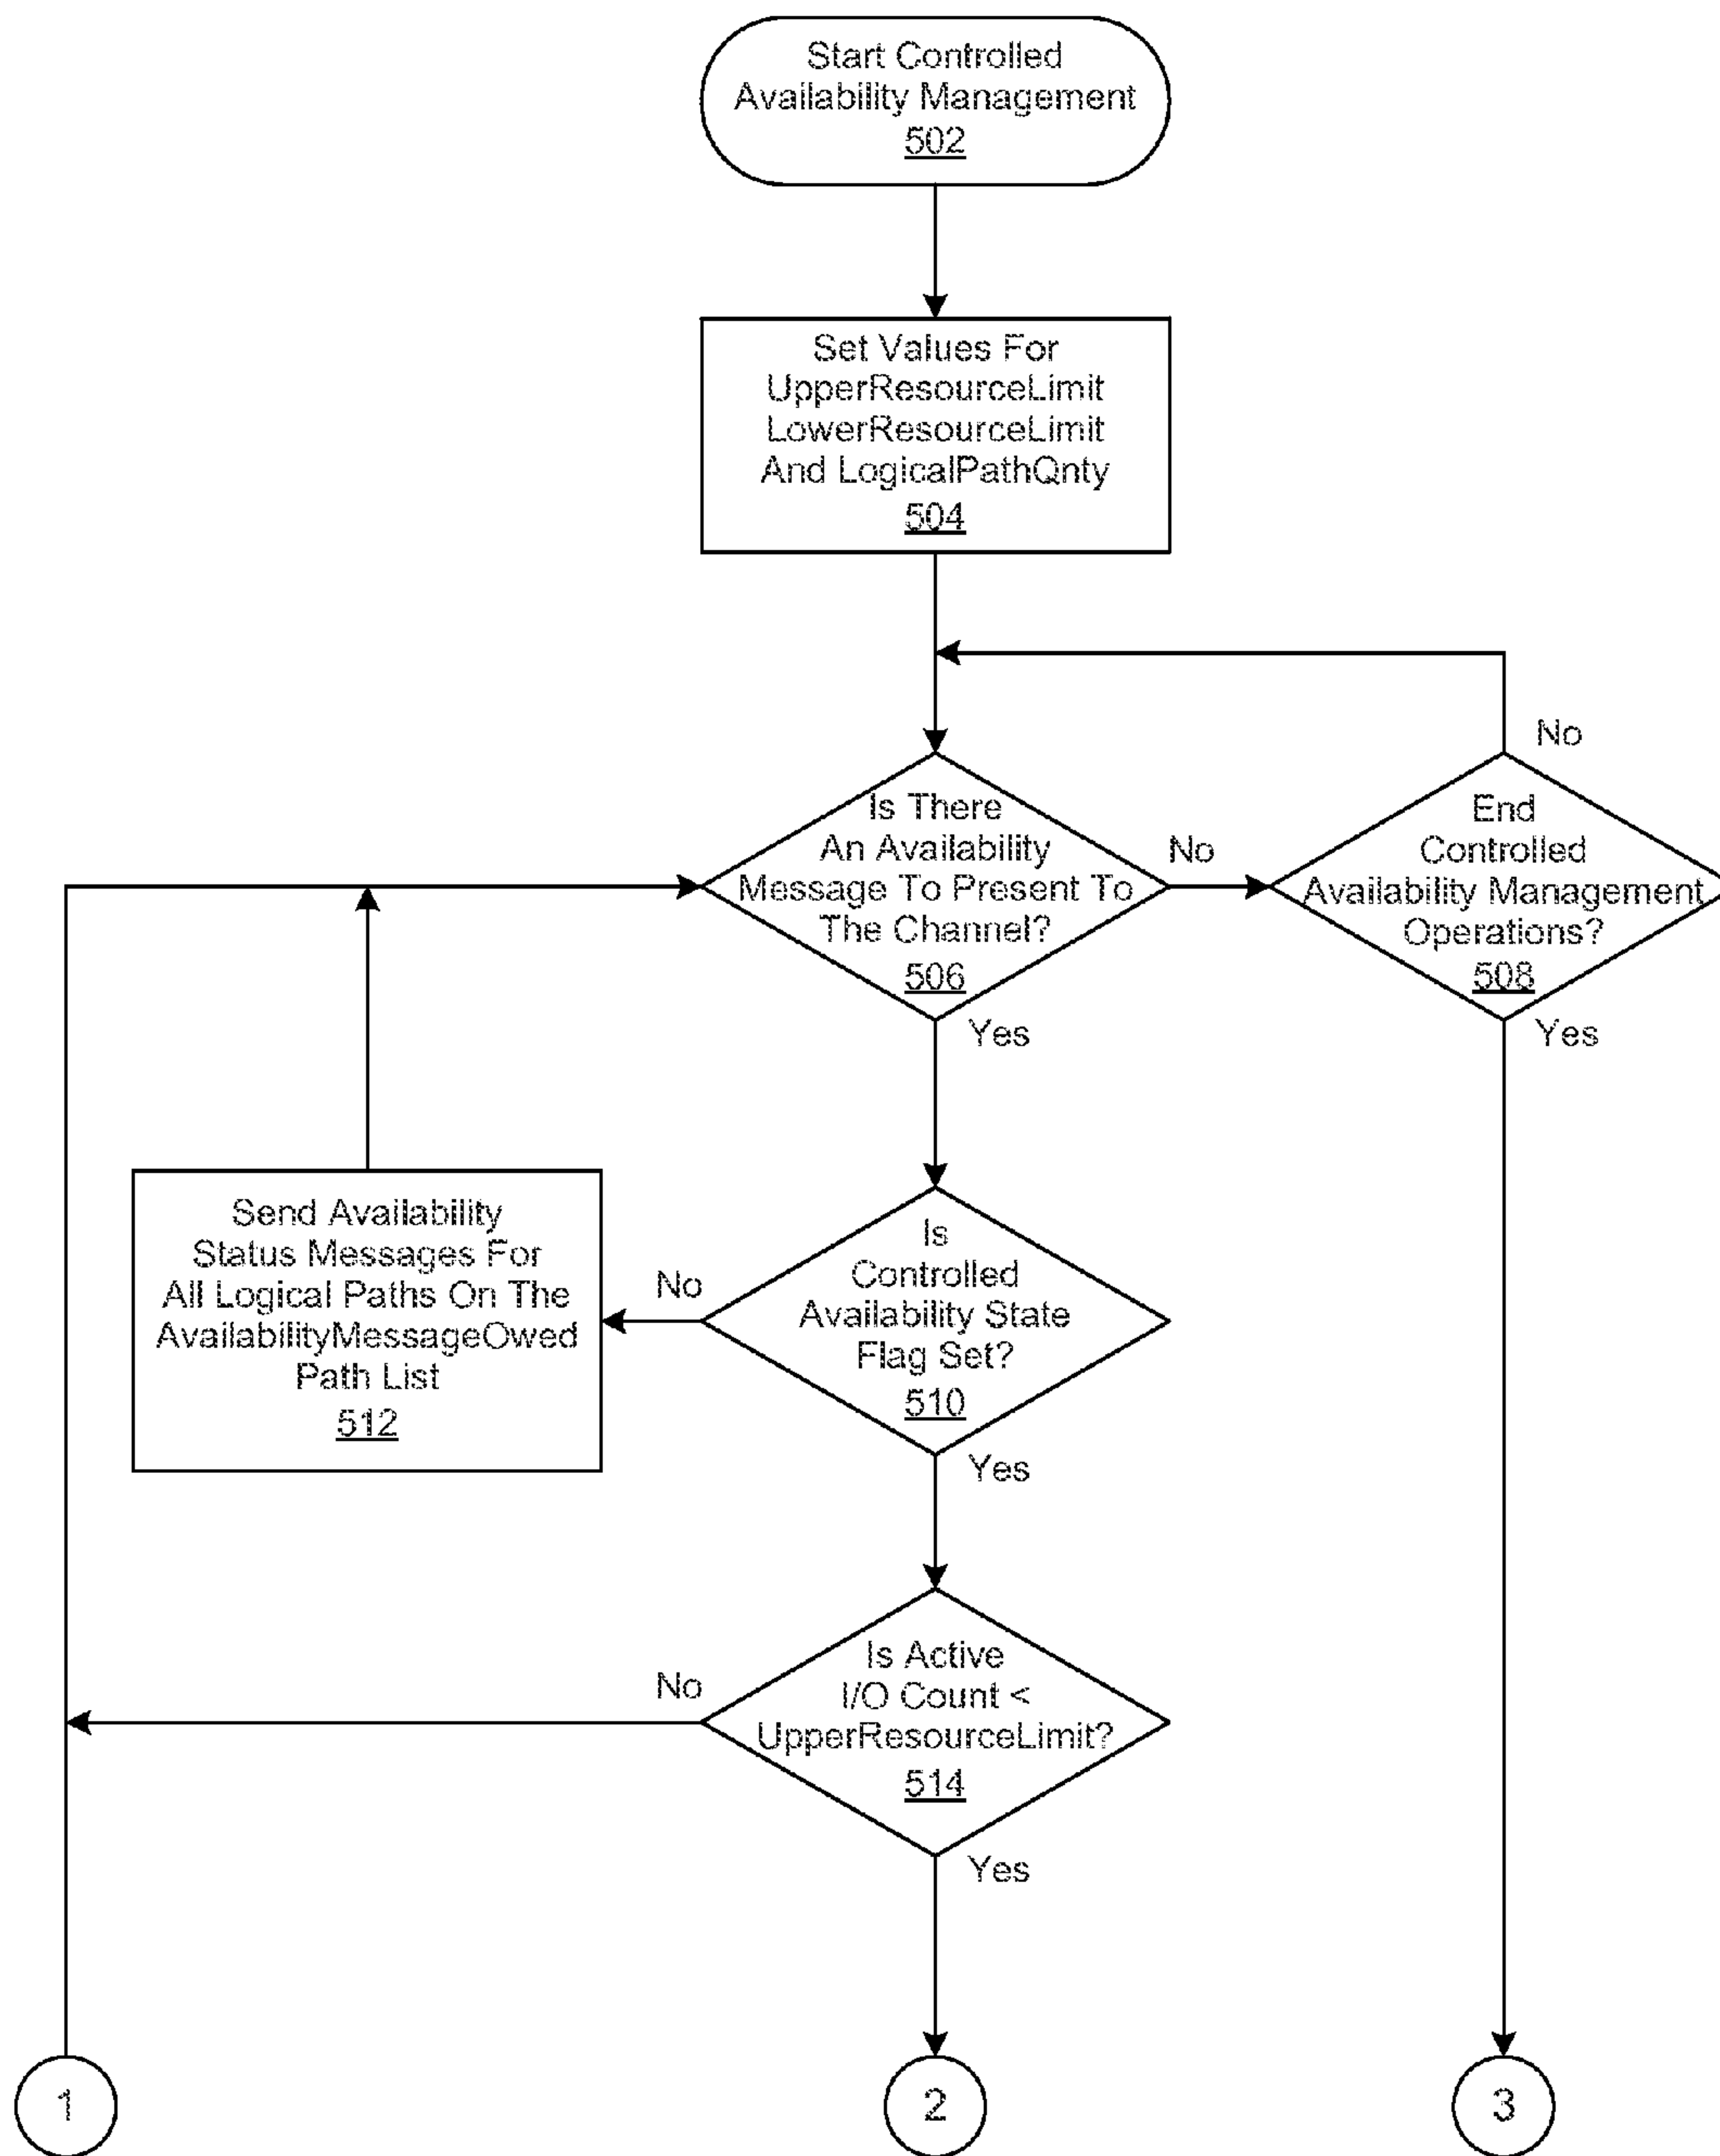 Start Controlled
Availability Management
502
Set Values For
UpperResourceLimit
LowerResourceLimit
And LogicalPathQnty
504
No
Is There
An Availability
Message To Present To
The Channel?
506
No
End
Controlled
Availability Management
Operations?
508
Yes
Yes
Send Availability
Status Messages For
All Logical Paths On The
AvailabilityMessageOwed
Path List
512
No
Is
Controlled
Availability State
Flag Set?
510
Yes
No
Is Active
I/O Count <
UpperResourceLimit?
514
Yes
1
2
3